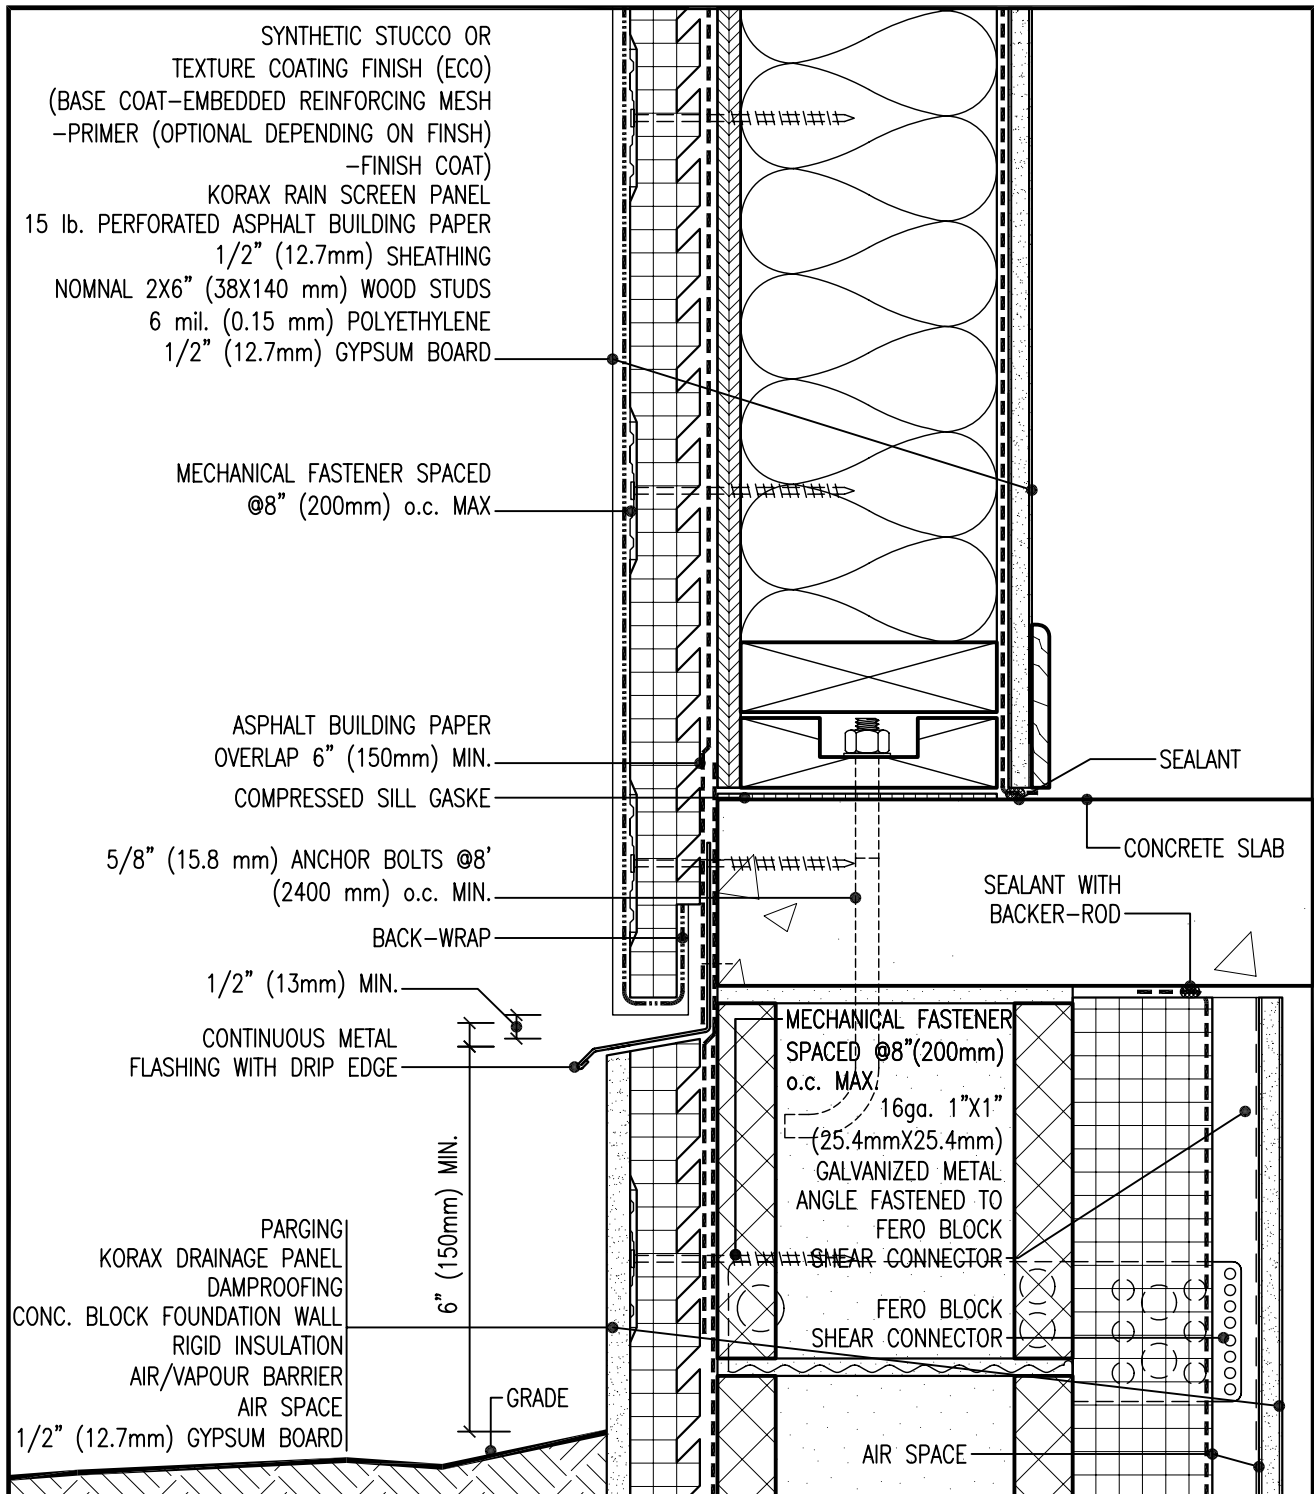 SYNTHETIC STUCCO OR
TEXTURE COATING FINISH (ECO)
(BASE COAT-EMBEDDED REINFORCING MESH
-PRIMER (OPTIONAL DEPENDING ON FINSH)
-FINISH COAT)
KORAX RAIN SCREEN PANEL
15 lb. PERFORATED ASPHALT BUILDING PAPER
1/2" (12.7mm) SHEATHING
NOMNAL 2X6" (38X140 mm) WOOD STUDS
6 mil. (0.15 mm) POLYETHYLENE
1/2" (12.7mm) GYPSUM BOARD
MECHANICAL FASTENER SPACED
@8" (200mm) o.c. MAX
ASPHALT BUILDING PAPER
OVERLAP 6" (150mm) MIN.
COMPRESSED SILL GASKE
5/8" (15.8 mm) ANCHOR BOLTS @8'
(2400 mm) o.c. MIN.
BACK-WRAP
1/2" (13mm) MIN.
CONTINUOUS METAL
FLASHING WITH DRIP EDGE
6" (150mm) MIN.
PARGING
KORAX DRAINAGE PANEL
DAMPROOFING
CONC. BLOCK FOUNDATION WALL
RIGID INSULATION
AIR/VAPOUR BARRIER
AIR SPACE
1/2" (12.7mm) GYPSUM BOARD
GRADE
SEALANT
CONCRETE SLAB
SEALANT WITH
BACKER-ROD
MECHANICAL FASTENER
SPACED @8"(200mm)
o.c. MAX.
16ga. 1"X1"
(25.4mmX25.4mm)
GALVANIZED METAL
ANGLE FASTENED TO
FERO BLOCK
SHEAR CONNECTOR
FERO BLOCK
SHEAR CONNECTOR
AIR SPACE